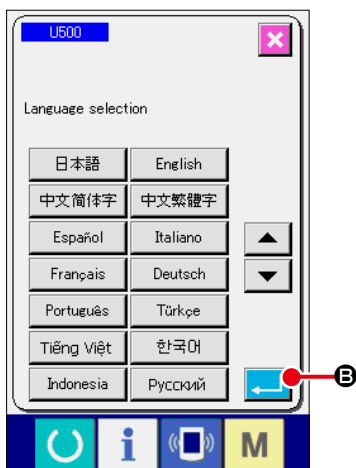 U500
Language selection
日本語 English
中文简体字 中文繁體字
Español Italiano
Français Deutsch
Português Türkçe
Tiếng Việt 한국어
Indonesia Русский
B
i M